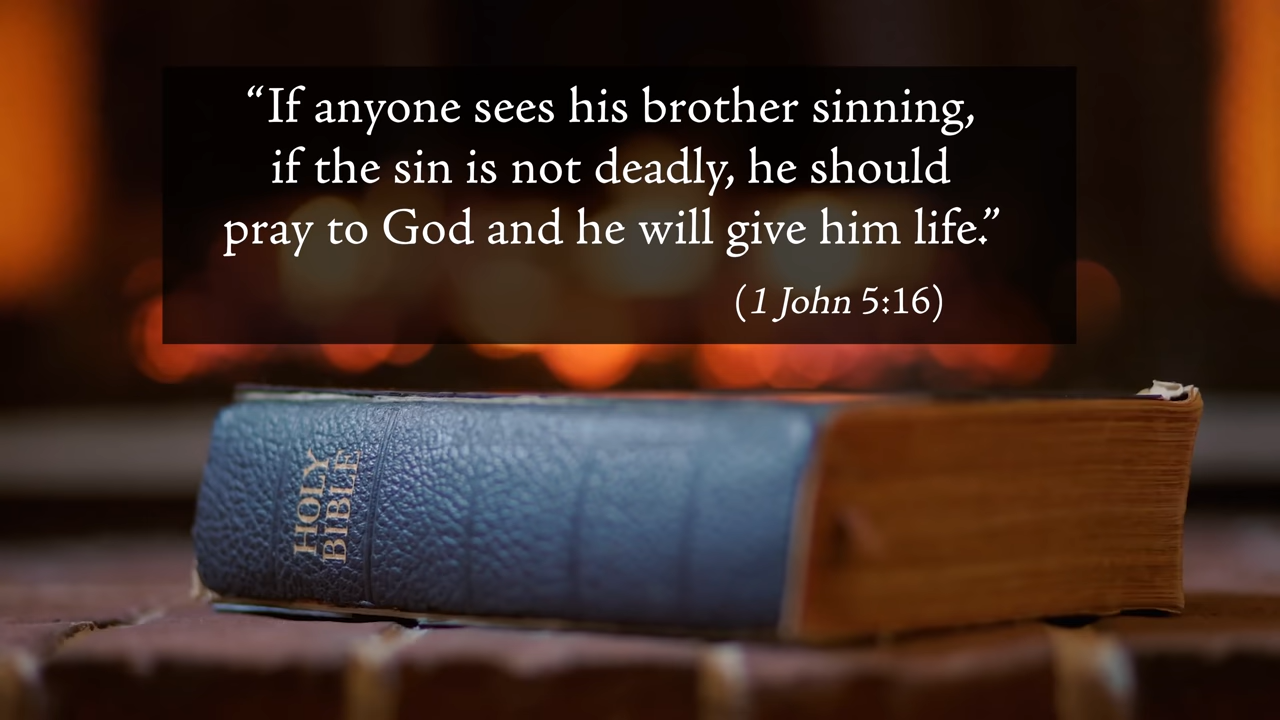 “If anyone sees his brother sinning,
if the sin is not deadly, he should
pray to God and he will give him life.”
(1 John 5:16)
HOLY
BIBLE